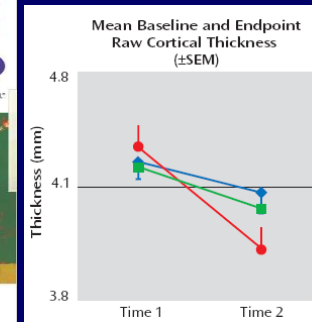 Mean Baseline and Endpoint
Raw Cortical Thickness
(±SEM)
4.8
4.1
3.8
Thickness (mm)
Time 1
Time 2